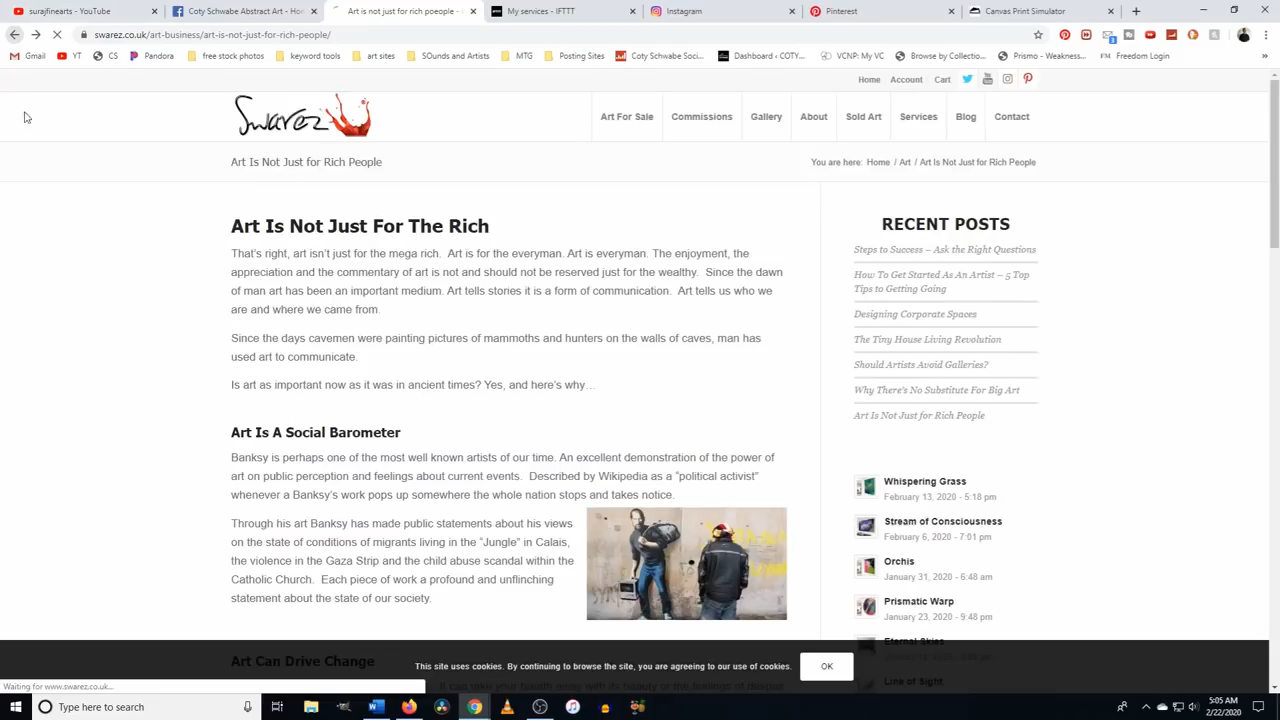 surajfinearts - YouTube
Coty Schwabe Abstract Art - Ho
Art is not just for rich poeople -
My services - IFTTT
Instagram
Pinterest
Canvas Print Simulator
swarez.co.uk/art-business/art-is-not-just-for-rich-people/
Gmail
YT
CS
Pandora
free stock photos
keyword tools
art sites
SOunds and Artists
MTG
Posting Sites
Coty Schwabe Soci...
Dashboard ‹ COTY...
VCNP: My VC
Browse by Collectio...
Prismo - Weakness...
Freedom Login
Home Account Cart
Swarez
Art For Sale Commissions Gallery About Sold Art Services Blog Contact
Art Is Not Just for Rich People
You are here: Home / Art / Art Is Not Just for Rich People
Art Is Not Just For The Rich
That's right, art isn't just for the mega rich. Art is for the everyman. Art is everyman. The enjoyment, the
appreciation and the commentary of art is not and should not be reserved just for the wealthy. Since the dawn
of man art has been an important medium. Art tells stories it is a form of communication. Art tells us who we
are and where we came from.
Since the days cavemen were painting pictures of mammoths and hunters on the walls of caves, man has
used art to communicate.
Is art as important now as it was in ancient times? Yes, and here's why…
Art Is A Social Barometer
Banksy is perhaps one of the most well known artists of our time. An excellent demonstration of the power of
art on public perception and feelings about current events. Described by Wikipedia as a "political activist"
whenever a Banksy's work pops up somewhere the whole nation stops and takes notice.
Through his art Banksy has made public statements about his views
on the state of conditions of migrants living in the "Jungle" in Calais,
the violence in the Gaza Strip and the child abuse scandal within the
Catholic Church. Each piece of work a profound and unflinching
statement about the state of our society.
Art Can Drive Change
RECENT POSTS
Steps to Success – Ask the Right Questions
How To Get Started As An Artist – 5 Top
Tips to Getting Going
Designing Corporate Spaces
The Tiny House Living Revolution
Should Artists Avoid Galleries?
Why There's No Substitute For Big Art
Art Is Not Just for Rich People
Whispering Grass
February 13, 2020 - 5:18 pm
Stream of Consciousness
February 6, 2020 - 7:01 pm
Orchis
January 31, 2020 - 6:48 am
Prismatic Warp
January 23, 2020 - 9:48 pm
Eternal Skies
Line of Sight
This site uses cookies. By continuing to browse the site, you are agreeing to our use of cookies.
OK
Waiting for www.swarez.co.uk...
Type here to search
5:05 AM
2/22/2020